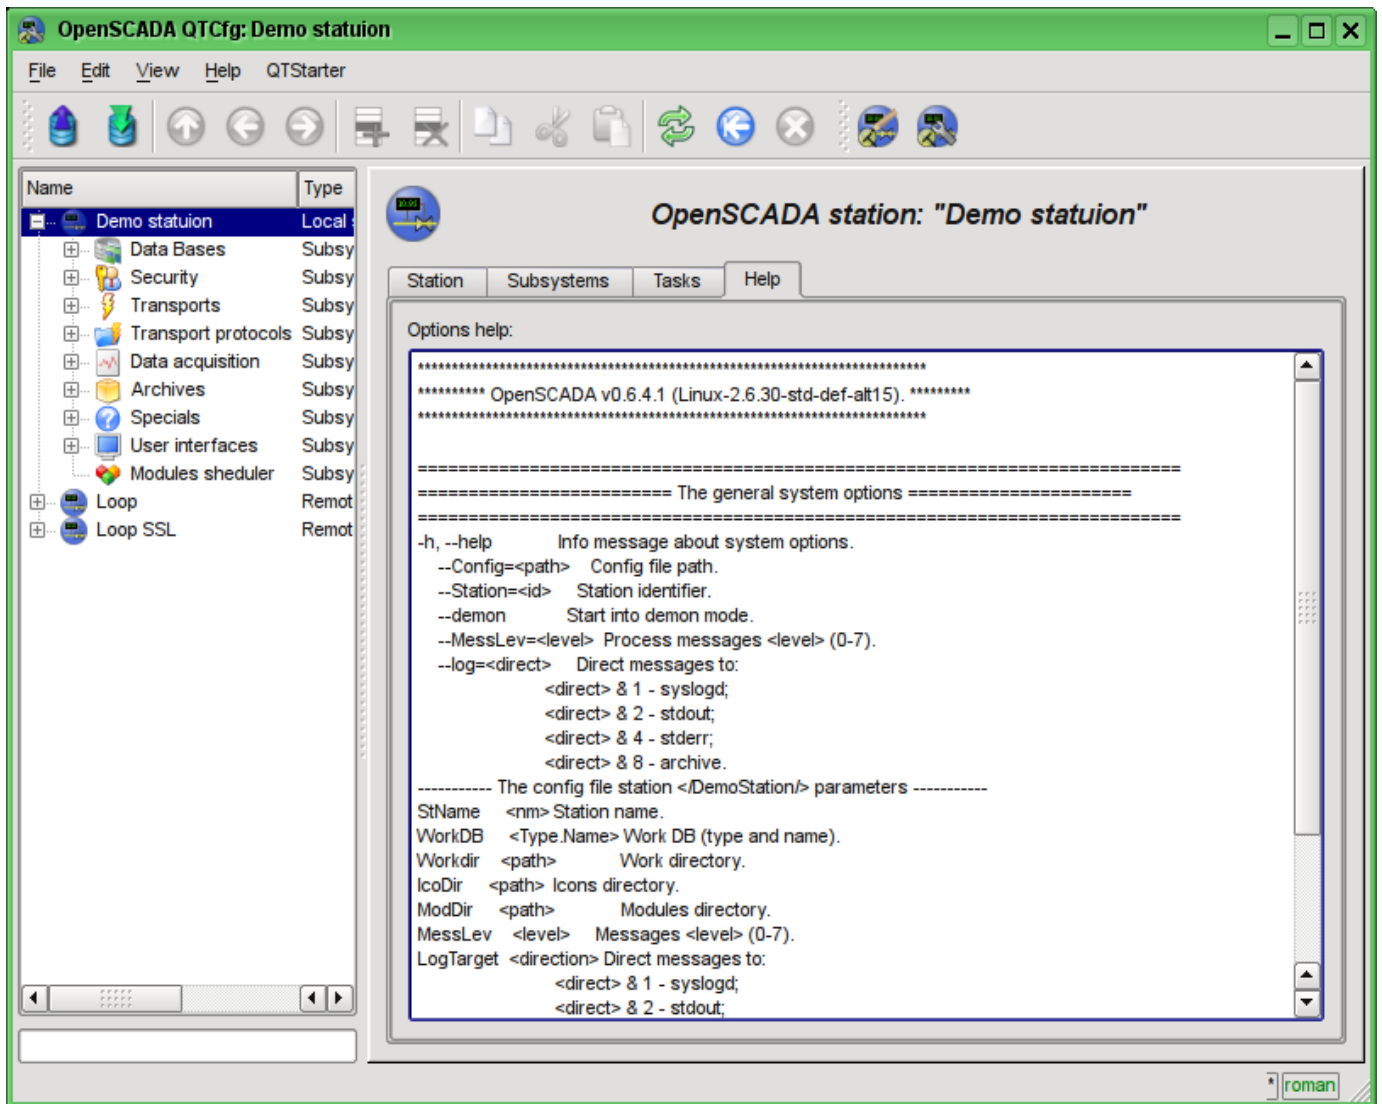 OpenSCADA QTCfg: Demo statuion
File Edit View Help QTStarter
Name Type
Demo statuion Local
Data Bases Subsy
Security Subsy
Transports Subsy
Transport protocols Subsy
Data acquisition Subsy
Archives Subsy
Specials Subsy
User interfaces Subsy
Modules sheduler Subsy
Loop Remot
Loop SSL Remot
OpenSCADA station: "Demo statuion"
Station Subsystems Tasks Help
Options help:
***************************************************************************
********** OpenSCADA v0.6.4.1 (Linux-2.6.30-std-def-alt15). *********
***************************************************************************
===========================================================================
========================= The general system options ======================
===========================================================================
-h, --help Info message about system options.
--Config=<path> Config file path.
--Station=<id> Station identifier.
--demon Start into demon mode.
--MessLev=<level> Process messages <level> (0-7).
--log=<direct> Direct messages to:
<direct> & 1 - syslogd;
<direct> & 2 - stdout;
<direct> & 4 - stderr;
<direct> & 8 - archive.
----------- The config file station </DemoStation/> parameters -----------
StName <nm> Station name.
WorkDB <Type.Name> Work DB (type and name).
Workdir <path> Work directory.
IcoDir <path> Icons directory.
ModDir <path> Modules directory.
MessLev <level> Messages <level> (0-7).
LogTarget <direction> Direct messages to:
<direct> & 1 - syslogd;
<direct> & 2 - stdout;
* roman